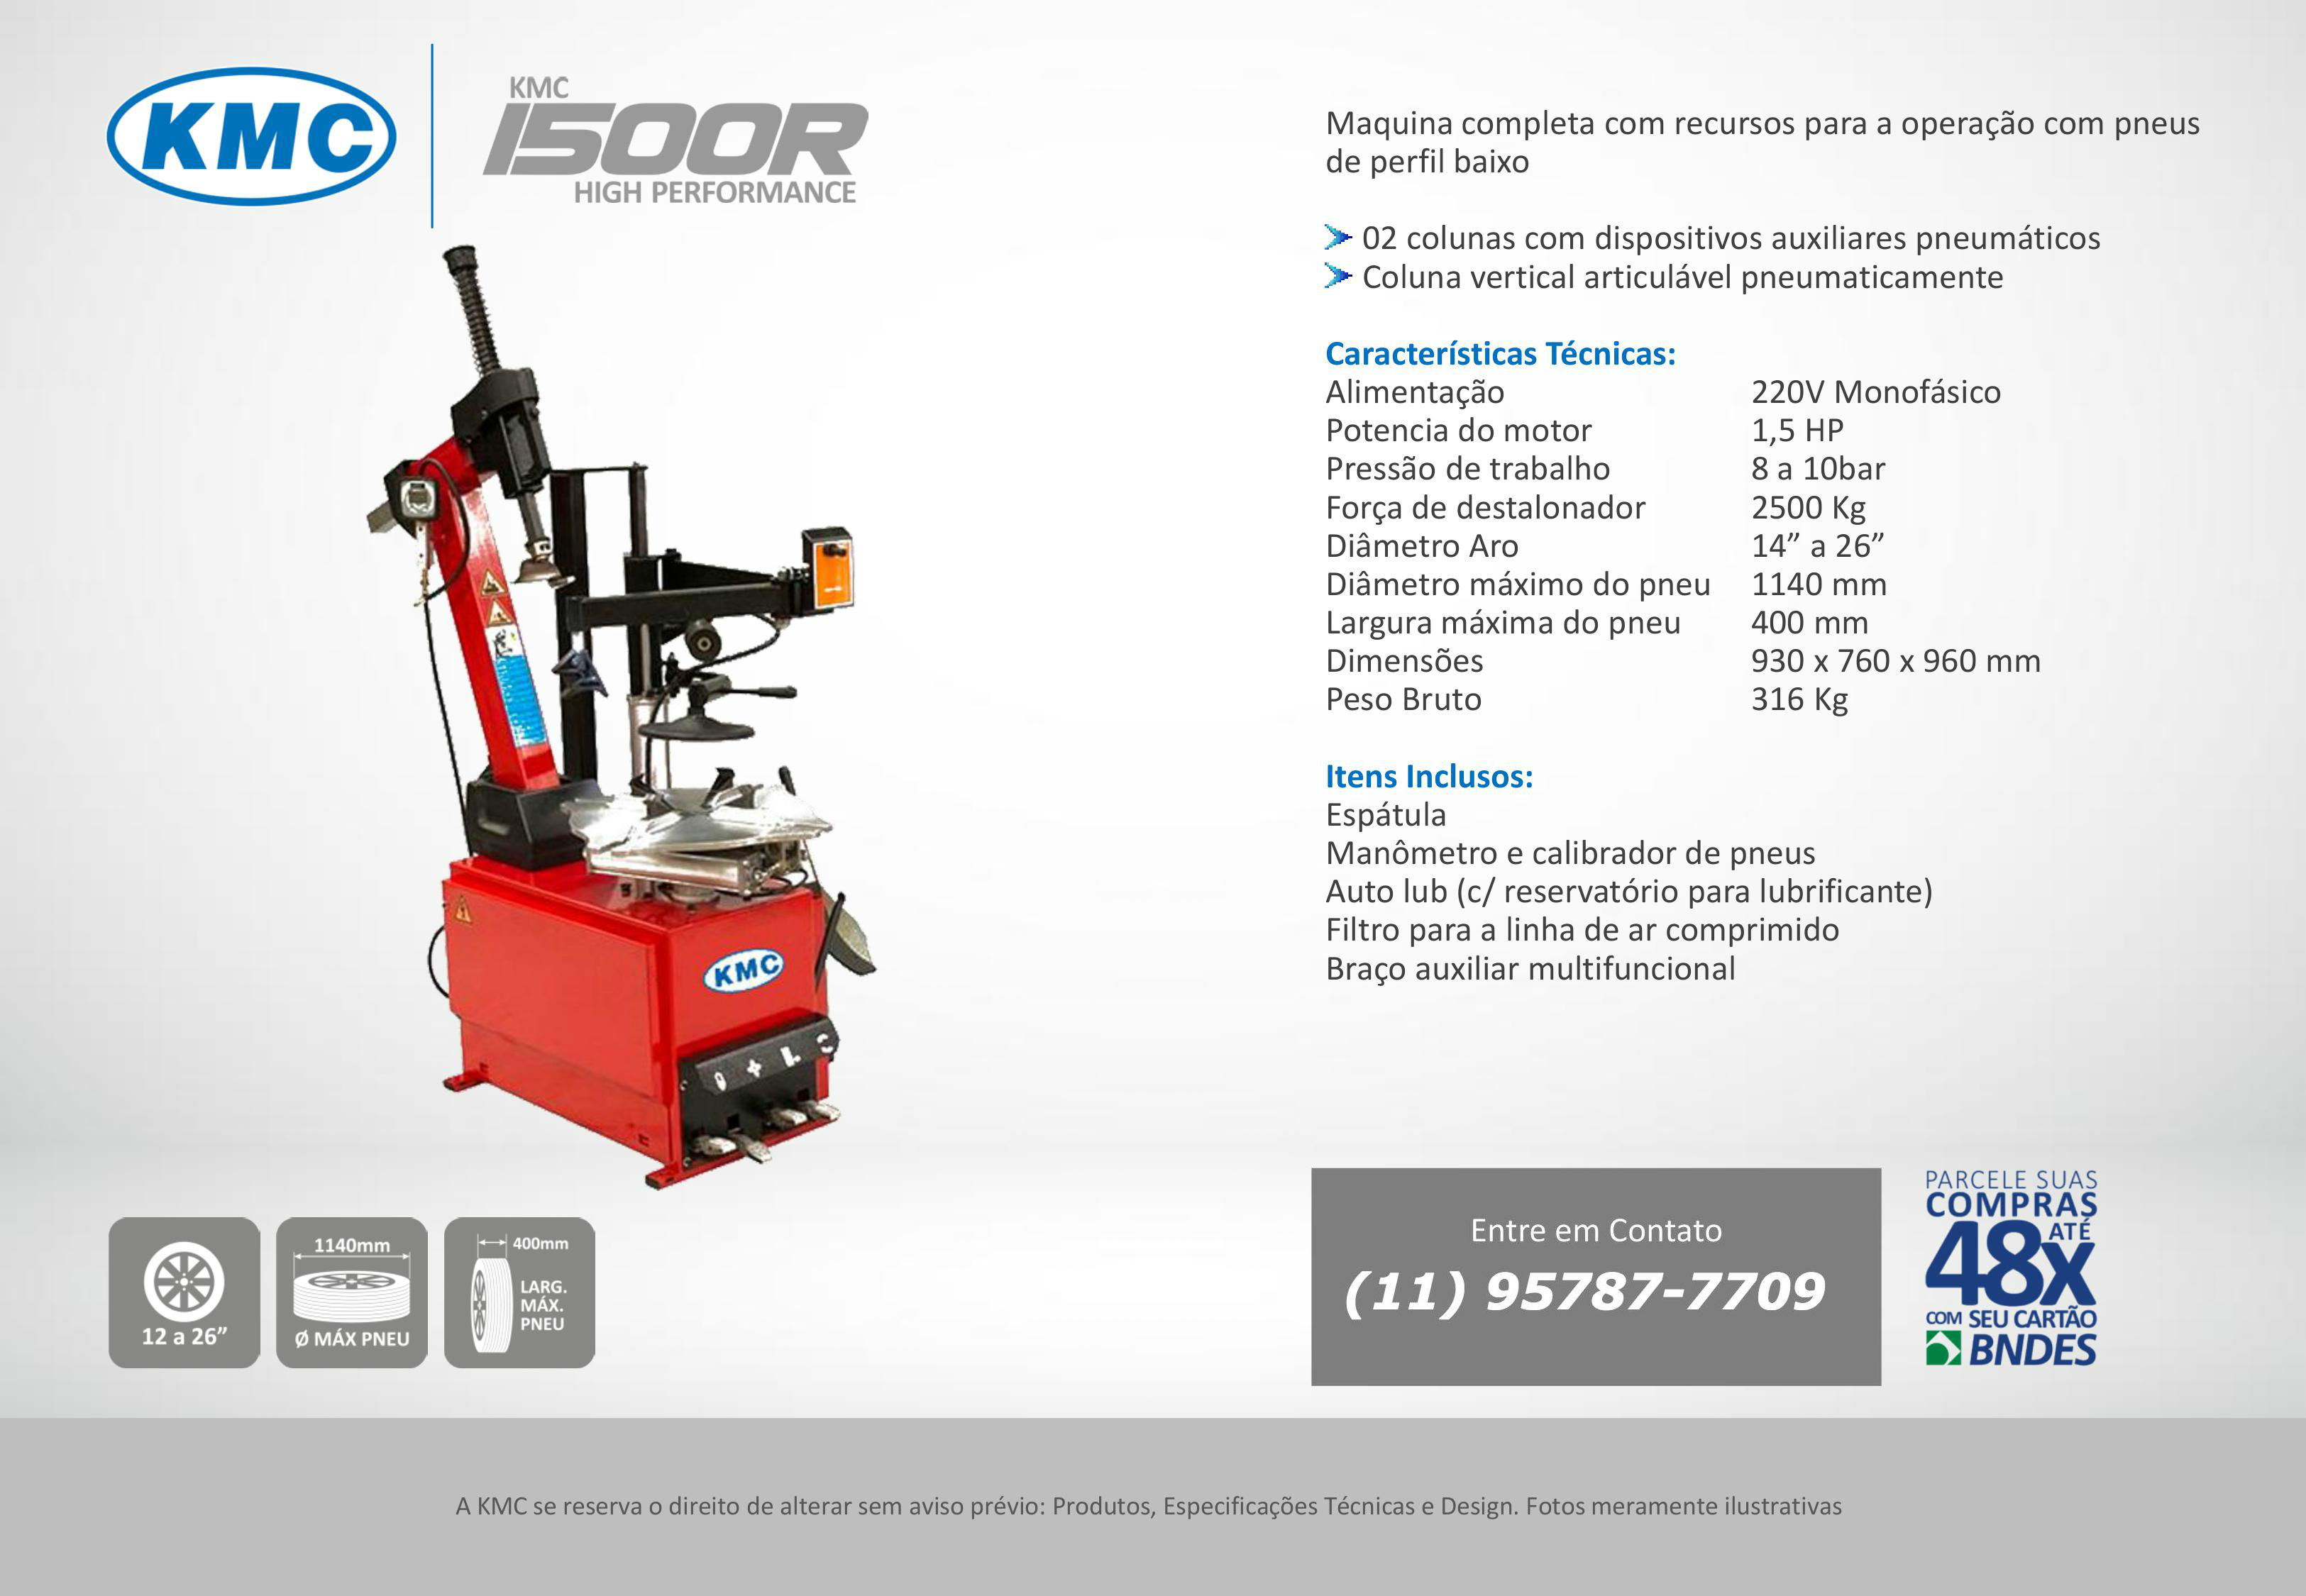 KMC
KMC
1500R
HIGH PERFORMANCE
Maquina completa com recursos para a operação com pneus
de perfil baixo
02 colunas com dispositivos auxiliares pneumáticos
Coluna vertical articulável pneumaticamente
Características Técnicas:
Alimentação 220V Monofásico
Potencia do motor 1,5 HP
Pressão de trabalho 8 a 10bar
Força de destalonador 2500 Kg
Diâmetro Aro 14” a 26”
Diâmetro máximo do pneu 1140 mm
Largura máxima do pneu 400 mm
Dimensões 930 x 760 x 960 mm
Peso Bruto 316 Kg
Itens Inclusos:
Espátula
Manômetro e calibrador de pneus
Auto lub (c/ reservatório para lubrificante)
Filtro para a linha de ar comprimido
Braço auxiliar multifuncional
KMC
12 a 26”
1140mm
Ø MÁX PNEU
400mm
LARG.
MÁX.
PNEU
Entre em Contato
(11) 95787-7709
PARCELE SUAS
COMPRAS
ATÉ
48x
COM SEU CARTÃO
BNDES
A KMC se reserva o direito de alterar sem aviso prévio: Produtos, Especificações Técnicas e Design. Fotos meramente ilustrativas